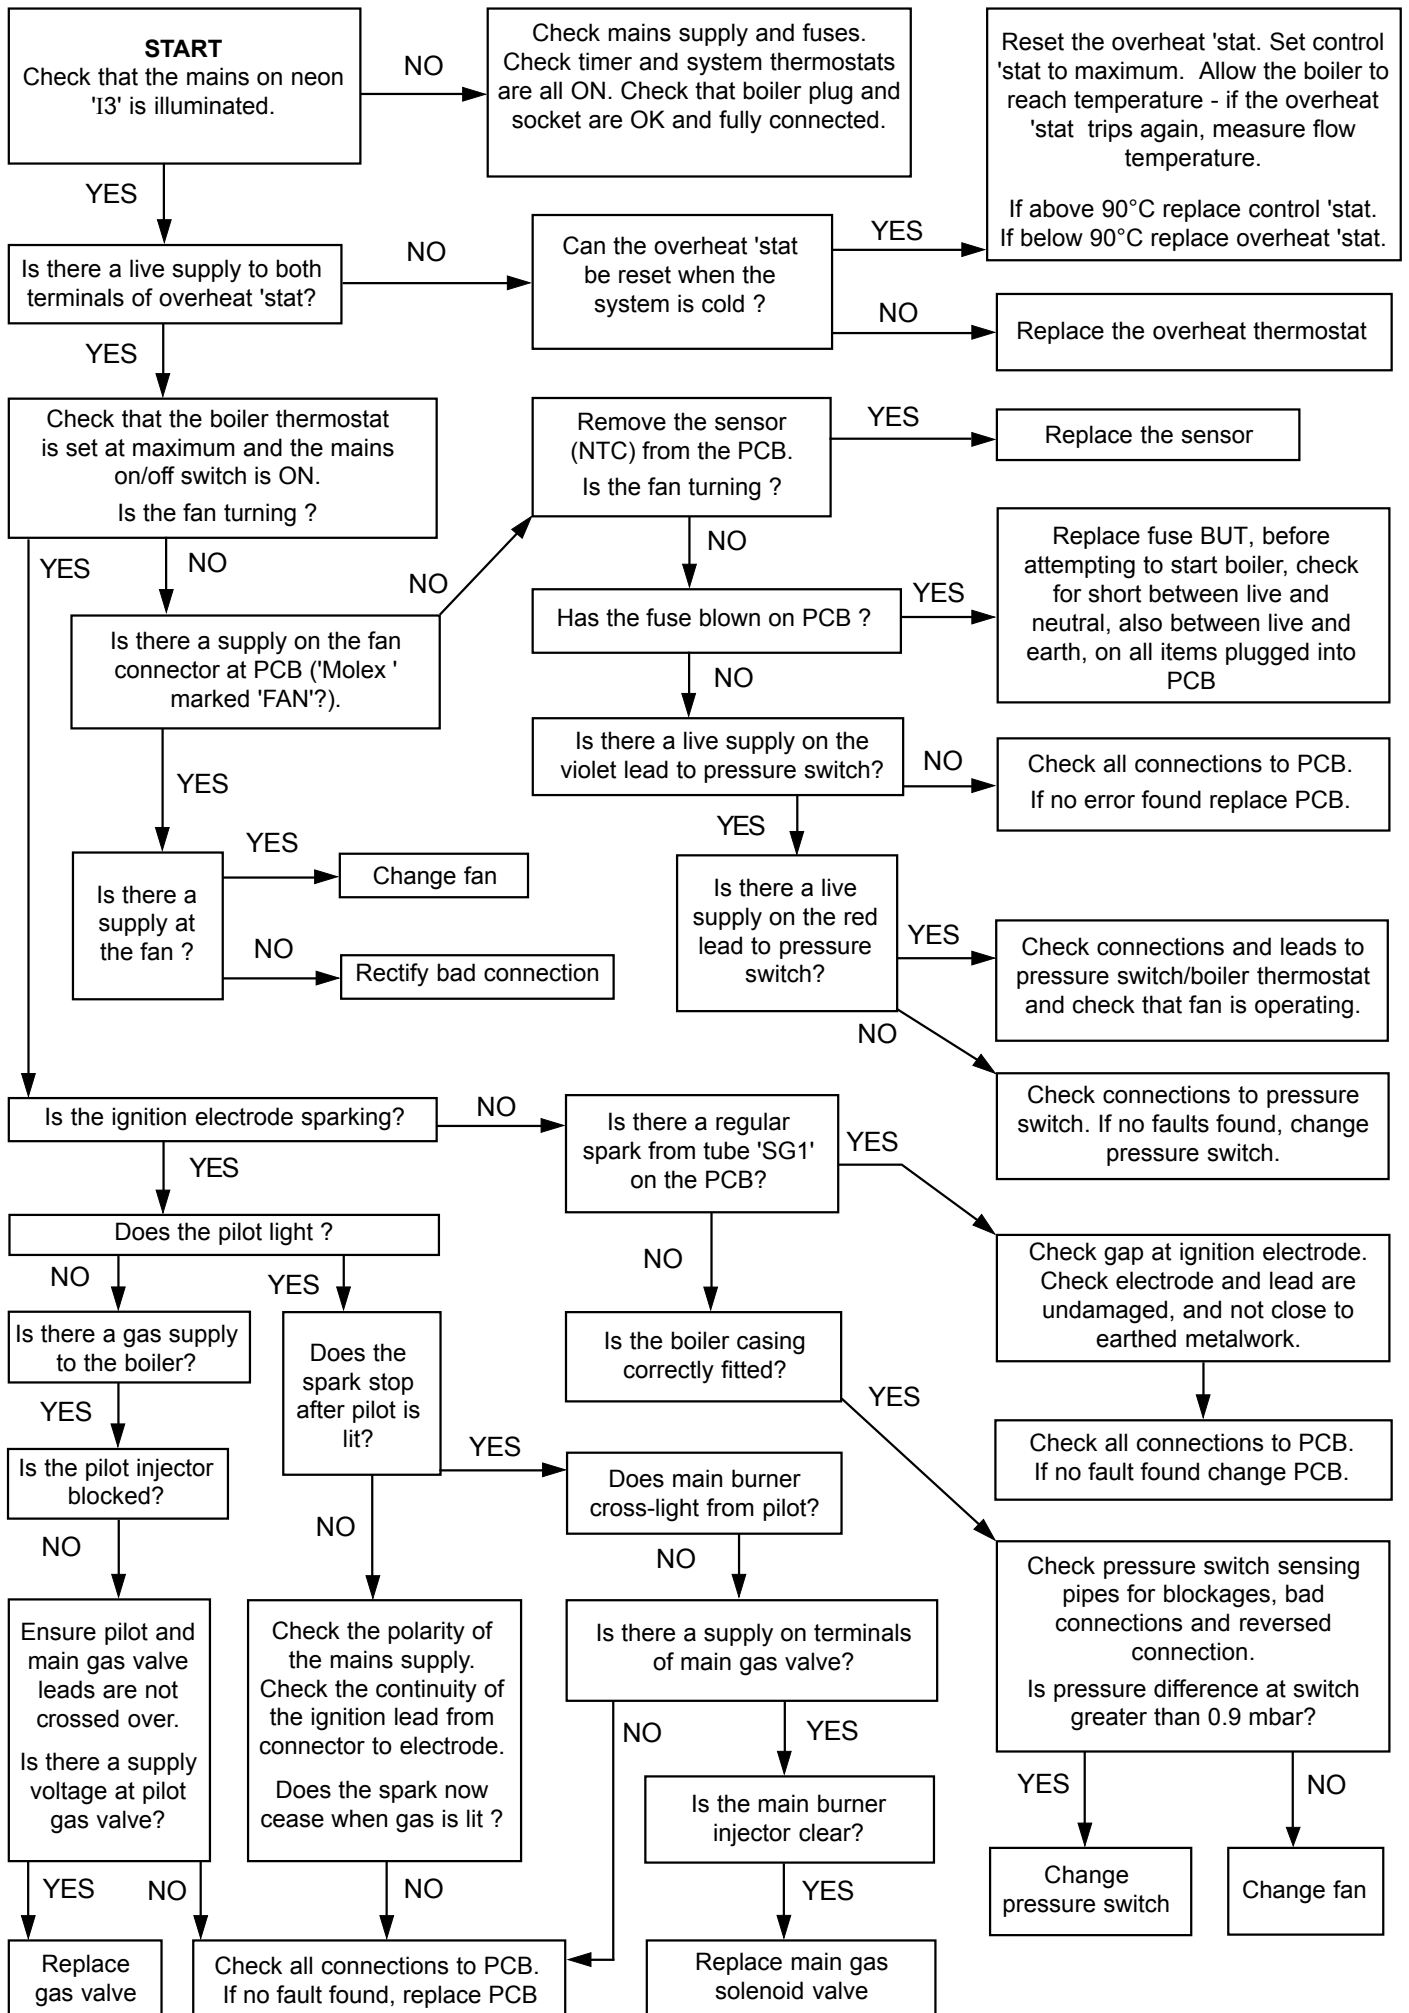 START
Check that the mains on neon
'I3' is illuminated.
NO
Check mains supply and fuses.
Check timer and system thermostats
are all ON. Check that boiler plug and
socket are OK and fully connected.
Reset the overheat 'stat. Set control
'stat to maximum. Allow the boiler to
reach temperature - if the overheat
'stat trips again, measure flow
temperature.
If above 90°C replace control 'stat.
If below 90°C replace overheat 'stat.
YES
Is there a live supply to both
terminals of overheat 'stat?
NO
Can the overheat 'stat
be reset when the
system is cold ?
YES
NO
Replace the overheat thermostat
YES
Check that the boiler thermostat
is set at maximum and the mains
on/off switch is ON.
Is the fan turning ?
Remove the sensor
(NTC) from the PCB.
Is the fan turning ?
YES
Replace the sensor
YES
NO
NO
NO
Is there a supply on the fan
connector at PCB ('Molex '
marked 'FAN'?).
Has the fuse blown on PCB ?
YES
Replace fuse BUT, before
attempting to start boiler, check
for short between live and
neutral, also between live and
earth, on all items plugged into
PCB
NO
Is there a live supply on the
violet lead to pressure switch?
NO
Check all connections to PCB.
If no error found replace PCB.
YES
YES
Is there a
supply at
the fan ?
YES
Change fan
NO
Rectify bad connection
Is there a live
supply on the red
lead to pressure
switch?
YES
Check connections and leads to
pressure switch/boiler thermostat
and check that fan is operating.
NO
Check connections to pressure
switch. If no faults found, change
pressure switch.
Is the ignition electrode sparking?
NO
Is there a regular
spark from tube 'SG1'
on the PCB?
YES
YES
Does the pilot light ?
NO
Check gap at ignition electrode.
Check electrode and lead are
undamaged, and not close to
earthed metalwork.
NO
YES
Is there a gas supply
to the boiler?
Does the
spark stop
after pilot is
lit?
Is the boiler casing
correctly fitted?
YES
Check all connections to PCB.
If no fault found change PCB.
YES
YES
Is the pilot injector
blocked?
Does main burner
cross-light from pilot?
NO
NO
NO
Check pressure switch sensing
pipes for blockages, bad
connections and reversed
connection.
Is pressure difference at switch
greater than 0.9 mbar?
Ensure pilot and
main gas valve
leads are not
crossed over.
Is there a supply
voltage at pilot
gas valve?
Check the polarity of
the mains supply.
Check the continuity of
the ignition lead from
connector to electrode.
Does the spark now
cease when gas is lit ?
Is there a supply on terminals
of main gas valve?
NO
YES
Is the main burner
injector clear?
YES
NO
Change
pressure switch
Change fan
YES
NO
NO
YES
Replace
gas valve
Check all connections to PCB.
If no fault found, replace PCB
Replace main gas
solenoid valve